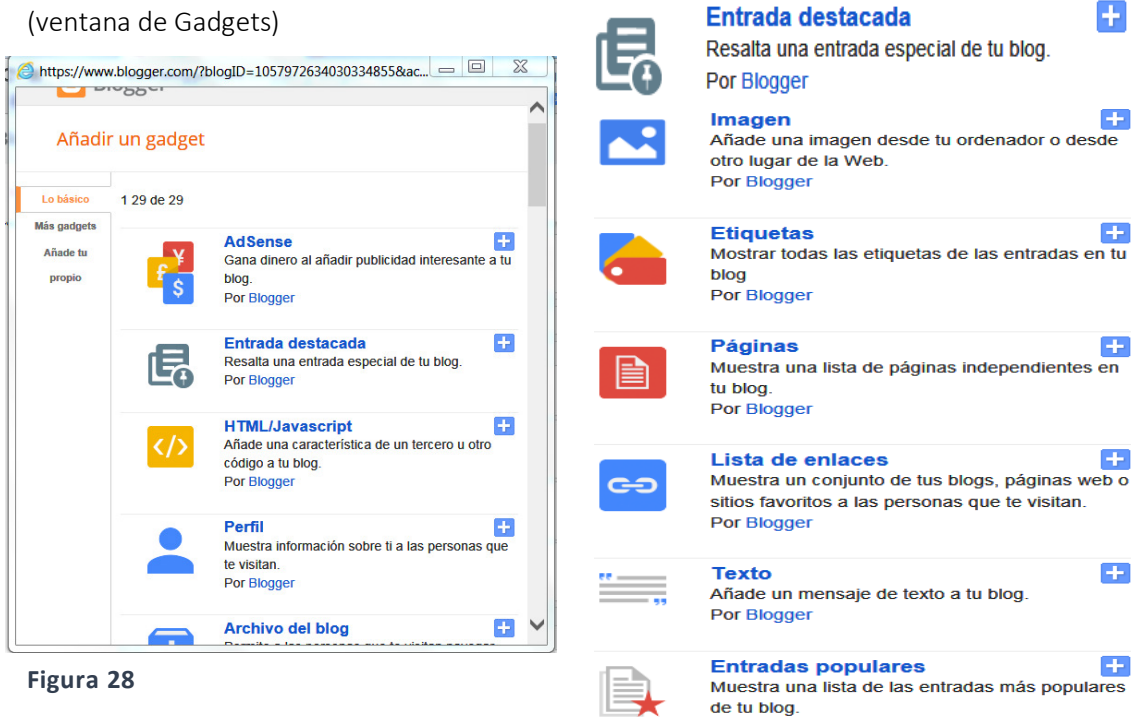 (ventana de Gadgets)
https://www.blogger.com/?blogID=1057972634030334855&ac...
Blogger
Añadir un gadget
Lo básico
Más gadgets
Añade tu
propio
1 29 de 29
AdSense
Gana dinero al añadir publicidad interesante a tu
blog.
Por Blogger
Entrada destacada
Resalta una entrada especial de tu blog.
Por Blogger
HTML/Javascript
Añade una característica de un tercero u otro
código a tu blog.
Por Blogger
Perfil
Muestra información sobre ti a las personas que
te visitan.
Por Blogger
Archivo del blog
Permite a las personas que te visitan navegar
Figura 28
Entrada destacada
Resalta una entrada especial de tu blog.
Por Blogger
Imagen
Añade una imagen desde tu ordenador o desde
otro lugar de la Web.
Por Blogger
Etiquetas
Mostrar todas las etiquetas de las entradas en tu
blog
Por Blogger
Páginas
Muestra una lista de páginas independientes en
tu blog.
Por Blogger
Lista de enlaces
Muestra un conjunto de tus blogs, páginas web o
sitios favoritos a las personas que te visitan.
Por Blogger
Texto
Añade un mensaje de texto a tu blog.
Por Blogger
Entradas populares
Muestra una lista de las entradas más populares
de tu blog.